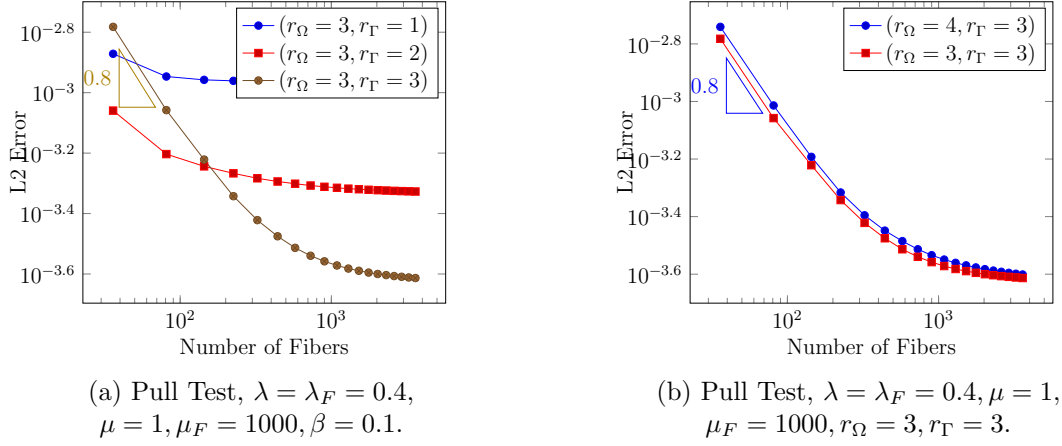 10^{-2.8}
10^{-3}
10^{-3.2}
10^{-3.4}
10^{-3.6}
L2 Error
0.8
(r_Ω = 3, r_Γ = 1)
(r_Ω = 3, r_Γ = 2)
(r_Ω = 3, r_Γ = 3)
10^2
10^3
Number of Fibers
(a) Pull Test, λ = λ_F = 0.4,
μ = 1, μ_F = 1000, β = 0.1.
10^{-2.8}
10^{-3}
10^{-3.2}
10^{-3.4}
10^{-3.6}
L2 Error
0.8
(r_Ω = 4, r_Γ = 3)
(r_Ω = 3, r_Γ = 3)
10^2
10^3
Number of Fibers
(b) Pull Test, λ = λ_F = 0.4, μ = 1,
μ_F = 1000, r_Ω = 3, r_Γ = 3.